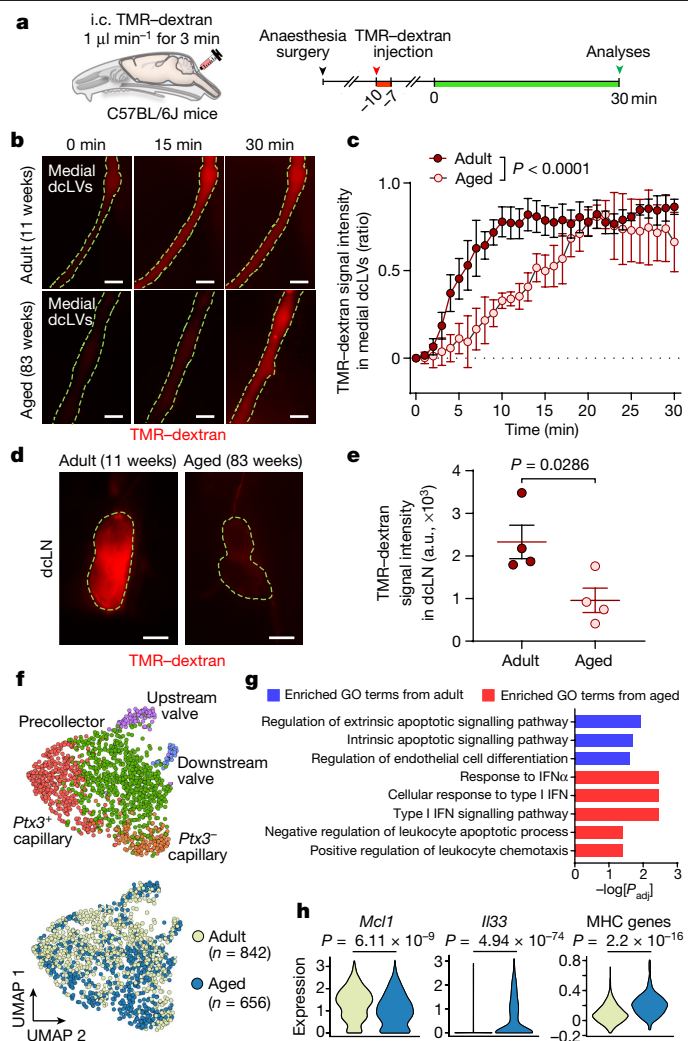 a
i.c. TMR–dextran
1 µl min⁻¹ for 3 min
C57BL/6J mice
Anaesthesia
surgery
TMR–dextran
injection
Analyses
–10
–7
0
30 min
b
0 min
15 min
30 min
Adult (11 weeks)
Medial
dcLVs
Aged (83 weeks)
Medial
dcLVs
TMR–dextran
c
Adult
Aged
P < 0.0001
TMR–dextran signal intensity
in medial dcLVs (ratio)
1.0
0.5
0
0
5
10
15
20
25
30
Time (min)
d
Adult (11 weeks)
Aged (83 weeks)
dcLN
TMR–dextran
e
P = 0.0286
TMR–dextran
signal intensity
in dcLN (a.u., ×10³)
4
3
2
1
0
Adult
Aged
f
Upstream
valve
Precollector
Downstream
valve
Ptx3⁺
capillary
Ptx3⁻
capillary
Adult
(n = 842)
Aged
(n = 656)
UMAP 1
UMAP 2
g
Enriched GO terms from adult
Enriched GO terms from aged
Regulation of extrinsic apoptotic signalling pathway
Intrinsic apoptotic signalling pathway
Regulation of endothelial cell differentiation
Response to IFNα
Cellular response to type I IFN
Type I IFN signalling pathway
Negative regulation of leukocyte apoptotic process
Positive regulation of leukocyte chemotaxis
0
1
2
3
–log[Padj]
h
Mcl1
Il33
MHC genes
P = 6.11 × 10⁻⁹
P = 4.94 × 10⁻⁷⁴
P = 2.2 × 10⁻¹⁶
Expression
3
2
1
0
3
2
1
0
0.8
0.4
0
–0.2